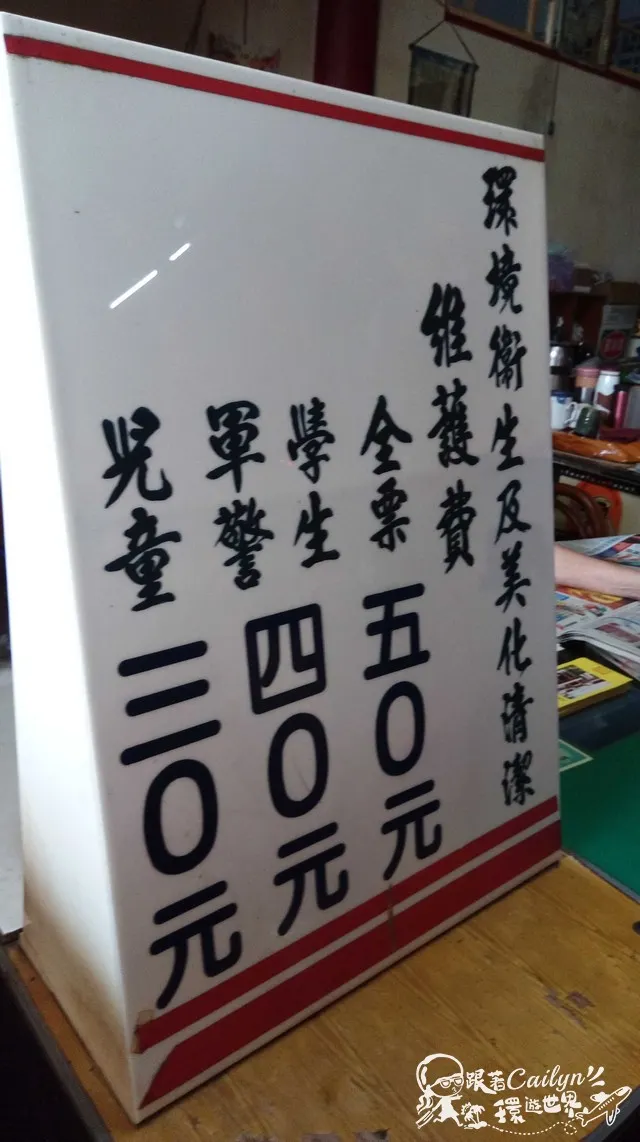 環境衛生及美化清潔
維護費
全票五〇元
學生
軍警
四〇元
兒童三〇元
跟著Cailyn
環遊世界